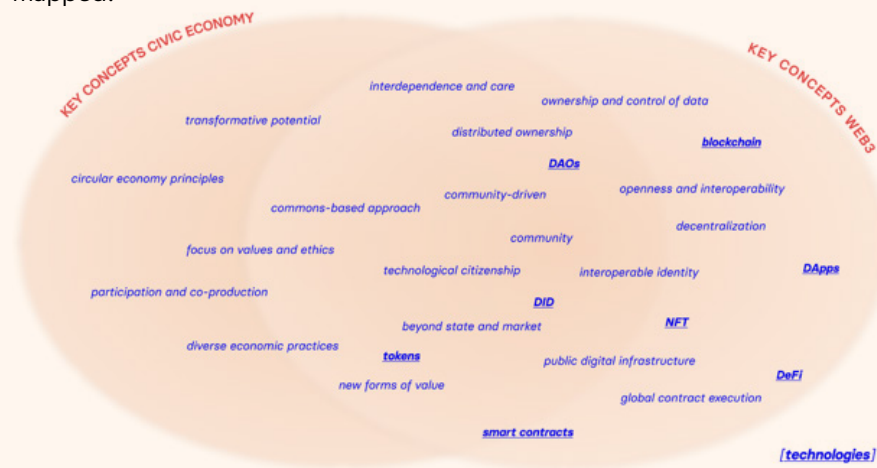 mapped.
KEY CONCEPTS CIVIC ECONOMY
KEY CONCEPTS WEB3
interdependence and care
ownership and control of data
transformative potential
distributed ownership
blockchain
DAOs
circular economy principles
community-driven
openness and interoperability
commons-based approach
decentralization
community
focus on values and ethics
technological citizenship
interoperable identity
DApps
participation and co-production
DID
beyond state and market
NFT
diverse economic practices
tokens
public digital infrastructure
DeFi
new forms of value
global contract execution
smart contracts
[technologies]